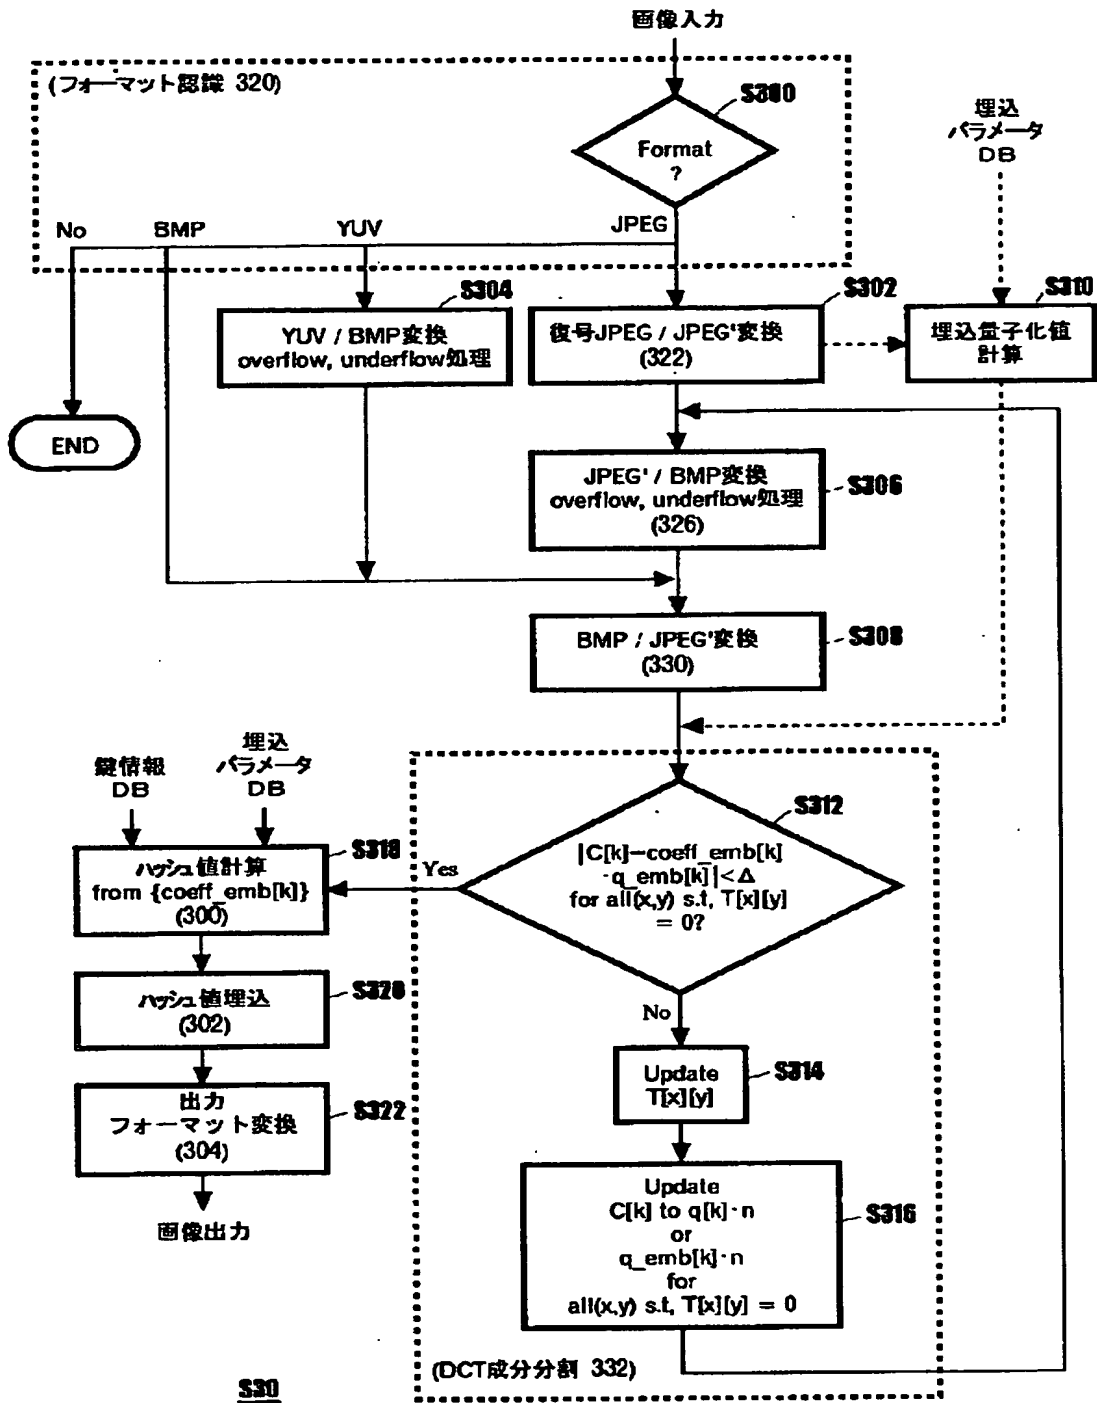 画像入力
(フォーマット認識 320)
S300
Format
?
No
BMP
YUV
JPEG
埋込
パラメータ
DB
S304
YUV / BMP変換
overflow, underflow処理
S302
復号JPEG / JPEG'変換
(322)
S310
埋込量子化値
計算
END
JPEG' / BMP変換
overflow, underflow処理
(326)
S306
BMP / JPEG'変換
(330)
S308
鍵情報
DB
埋込
パラメータ
DB
S318
ハッシュ値計算
from {coeff_emb[k]}
(300)
Yes
S312
|C[k]−coeff_emb[k]
·q_emb[k]|<Δ
for all(x,y) s.t, T[x][y]
= 0?
No
S320
ハッシュ値埋込
(302)
S314
Update
T[x][y]
S322
出力
フォーマット変換
(304)
画像出力
Update
C[k] to q[k]·n
or
q_emb[k]·n
for
all(x,y) s.t, T[x][y] = 0
S316
(DCT成分分割 332)
S30